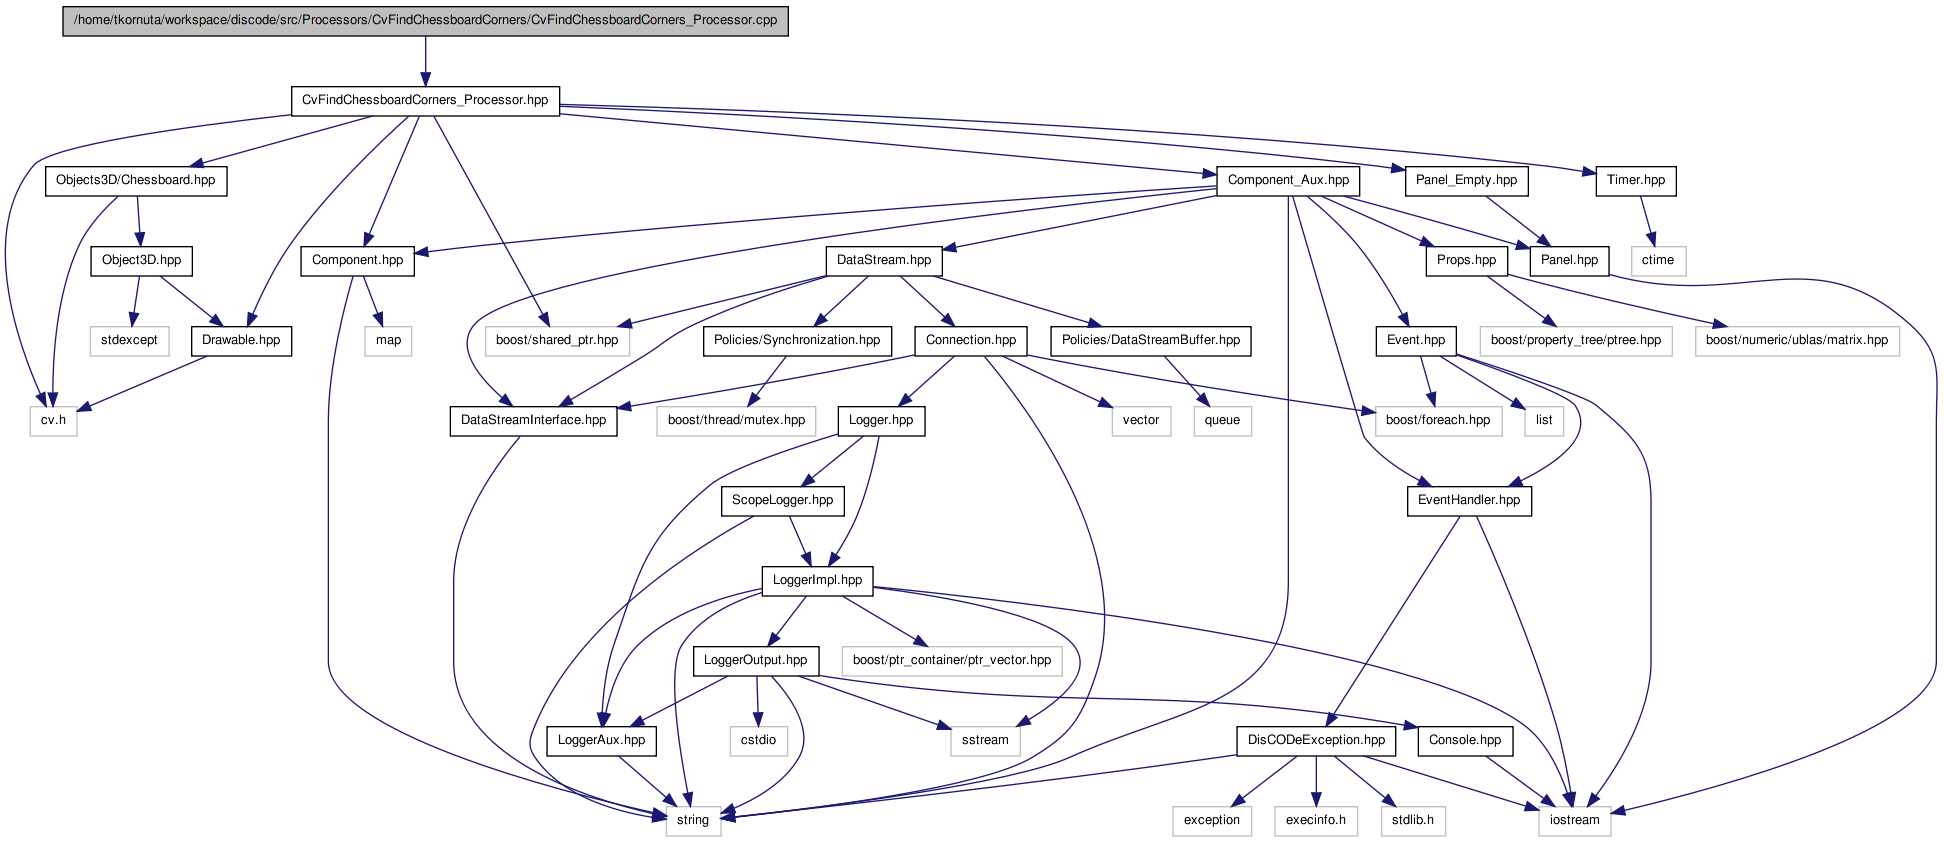 /home/tkornuta/workspace/discode/src/Processors/CvFindChessboardCorners/CvFindChessboardCorners_Processor.cpp
CvFindChessboardCorners_Processor.hpp
Objects3D/Chessboard.hpp
Component_Aux.hpp
Panel_Empty.hpp
Timer.hpp
Object3D.hpp
Component.hpp
DataStream.hpp
Props.hpp
Panel.hpp
ctime
stdexcept
Drawable.hpp
map
boost/shared_ptr.hpp
Policies/Synchronization.hpp
Connection.hpp
Policies/DataStreamBuffer.hpp
Event.hpp
boost/property_tree/ptree.hpp
boost/numeric/ublas/matrix.hpp
cv.h
DataStreamInterface.hpp
boost/thread/mutex.hpp
Logger.hpp
vector
queue
boost/foreach.hpp
list
ScopeLogger.hpp
EventHandler.hpp
LoggerImpl.hpp
LoggerOutput.hpp
boost/ptr_container/ptr_vector.hpp
LoggerAux.hpp
cstdio
sstream
DisCODeException.hpp
Console.hpp
string
exception
execinfo.h
stdlib.h
iostream